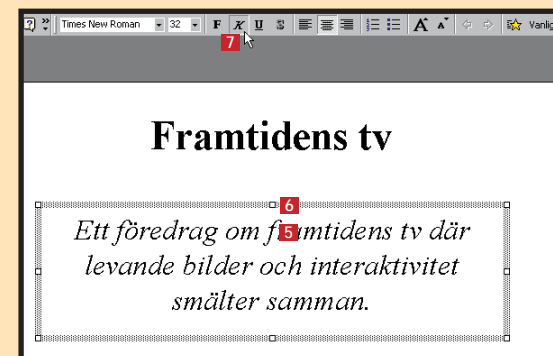 Times New Roman 32 F K U S A A Vanlig
7
Framtidens tv
6
Ett föredrag om framtidens tv där
5
levande bilder och interaktivitet
smälter samman.